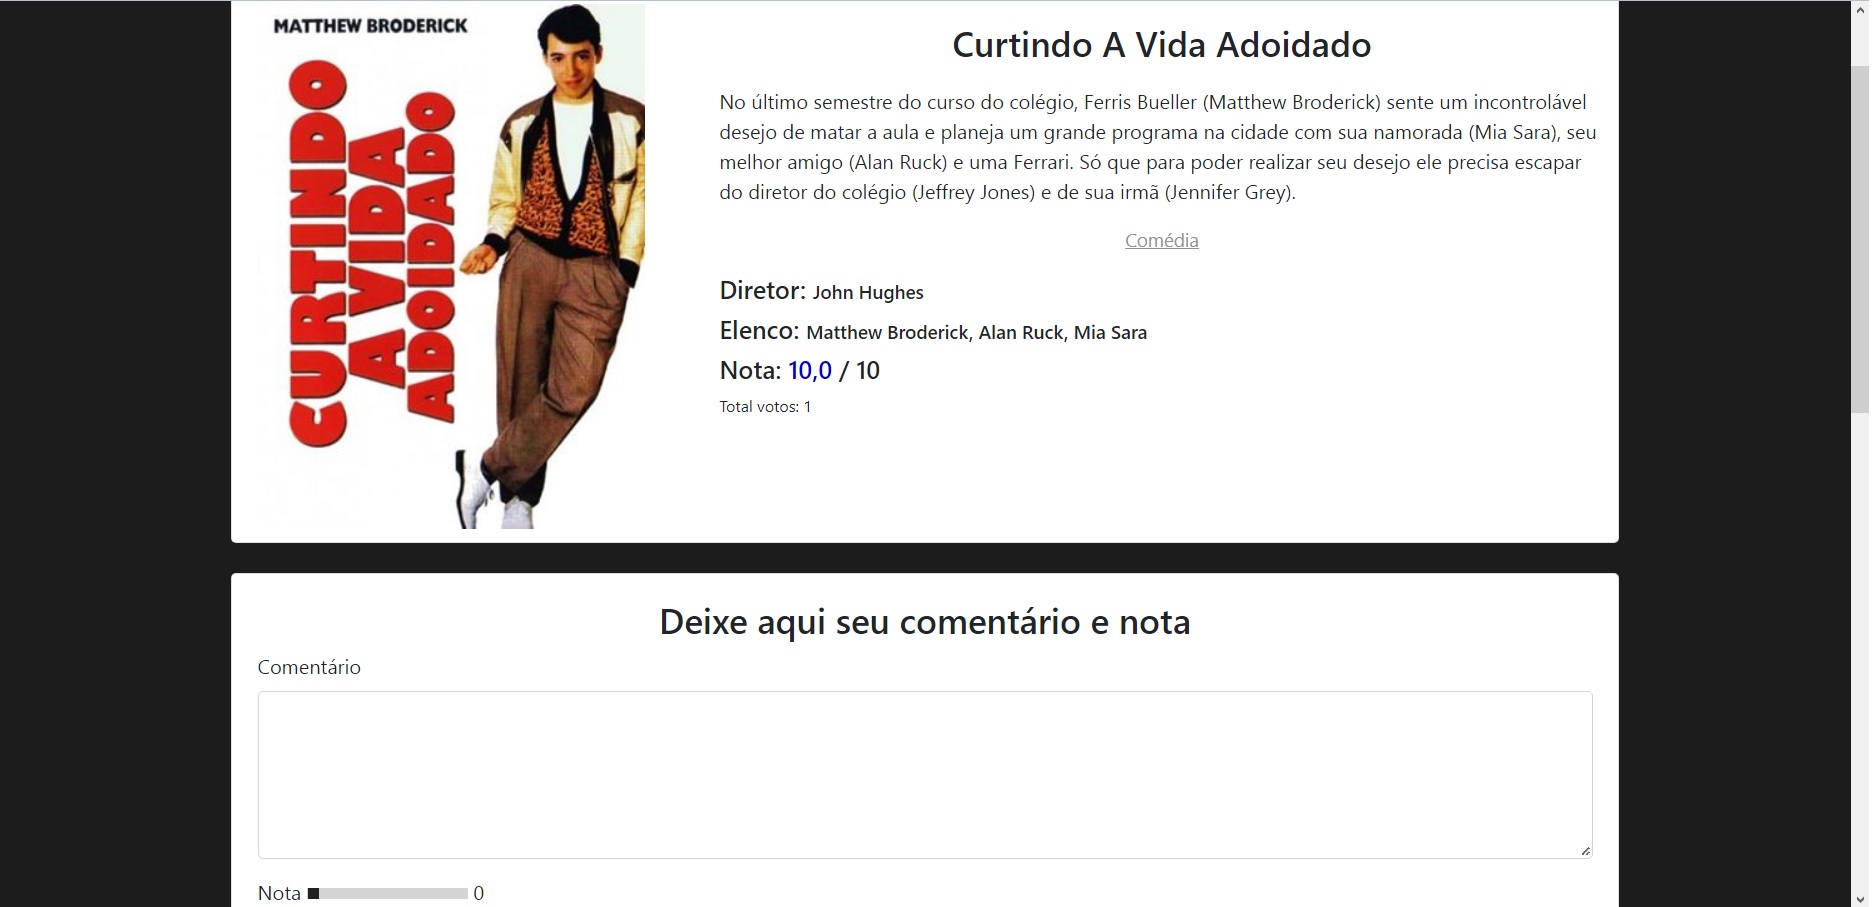 MATTHEW BRODERICK
CURTINDO
A VIDA
ADOIDADO
Curtindo A Vida Adoidado
No último semestre do curso do colégio, Ferris Bueller (Matthew Broderick) sente um incontrolável
desejo de matar a aula e planeja um grande programa na cidade com sua namorada (Mia Sara), seu
melhor amigo (Alan Ruck) e uma Ferrari. Só que para poder realizar seu desejo ele precisa escapar
do diretor do colégio (Jeffrey Jones) e de sua irmã (Jennifer Grey).
Comédia
Diretor: John Hughes
Elenco: Matthew Broderick, Alan Ruck, Mia Sara
Nota: 10,0 / 10
Total votos: 1
Deixe aqui seu comentário e nota
Comentário
Nota 0